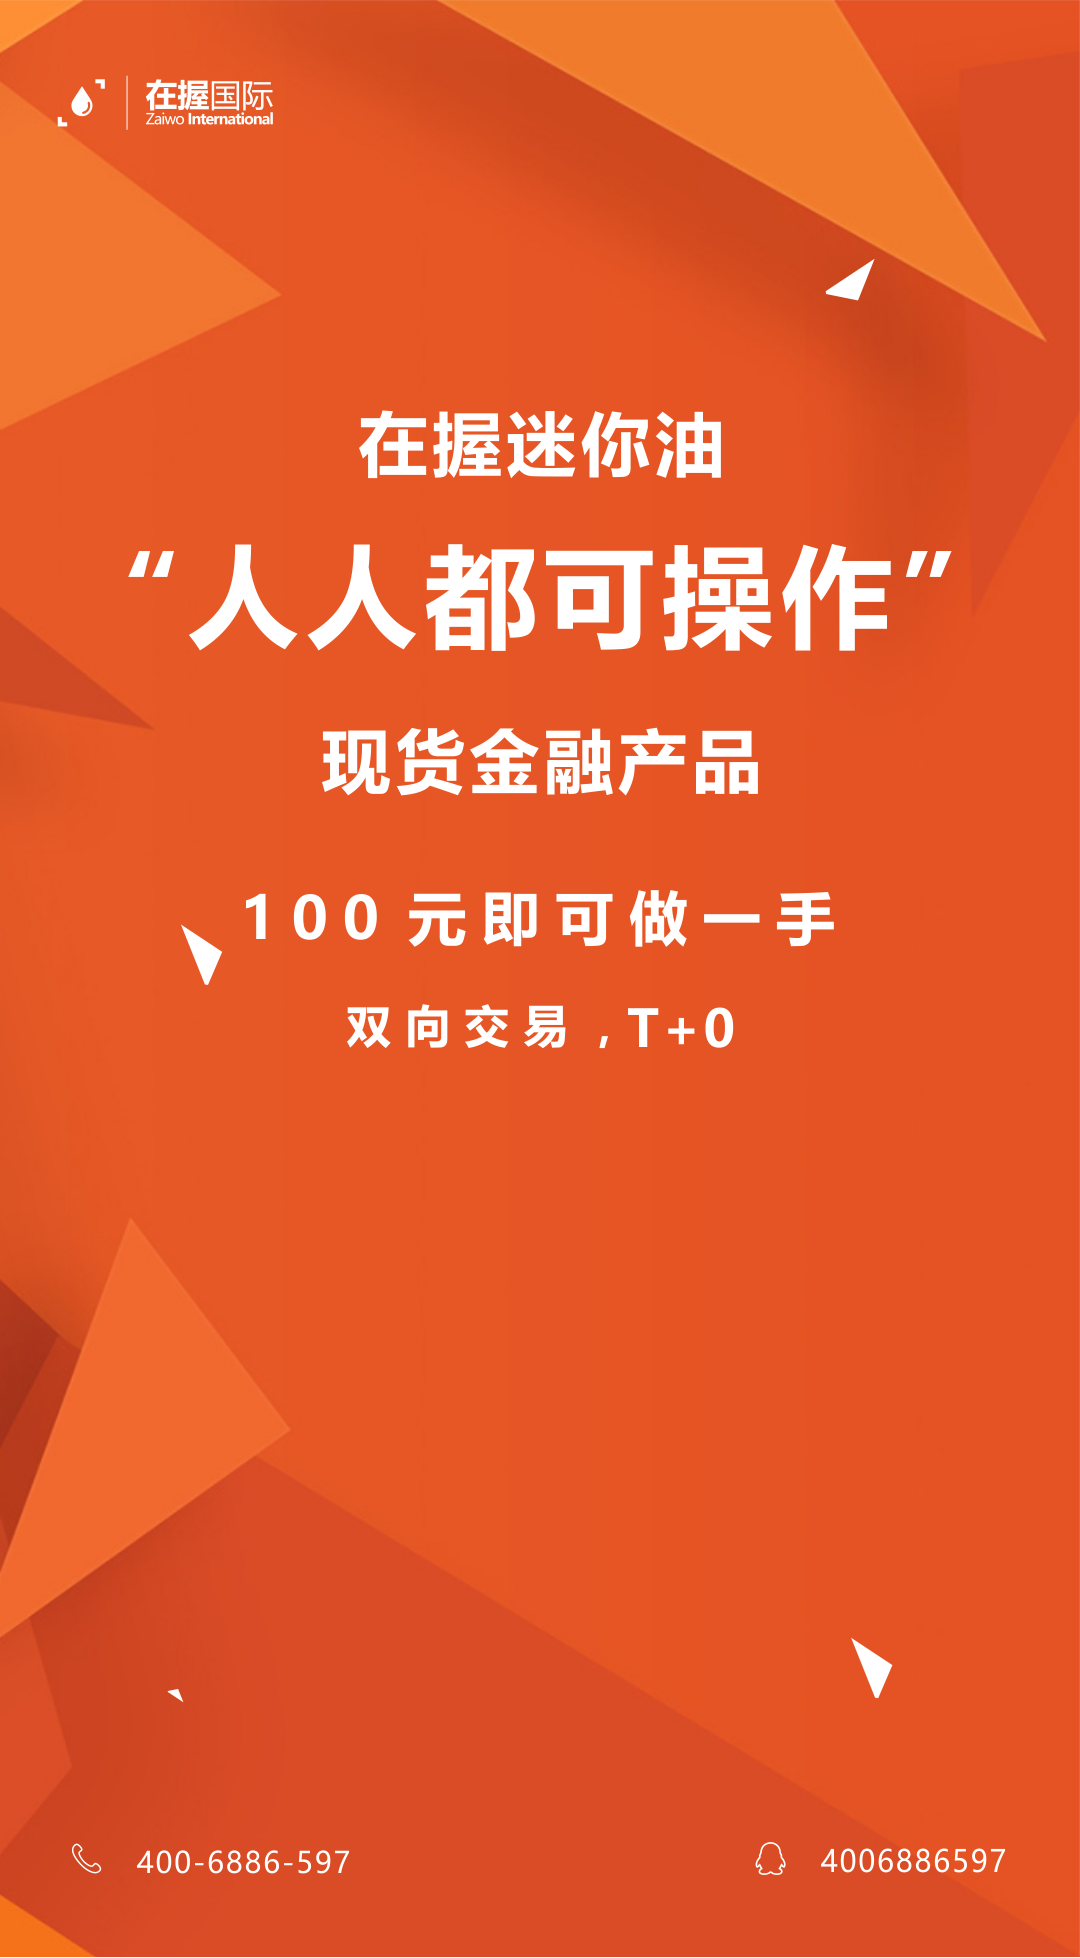 在握国际
Zaiwo International
在握迷你油
“人人都可操作”
现货金融产品
100元即可做一手
双向交易,T+0
400-6886-597
4006886597